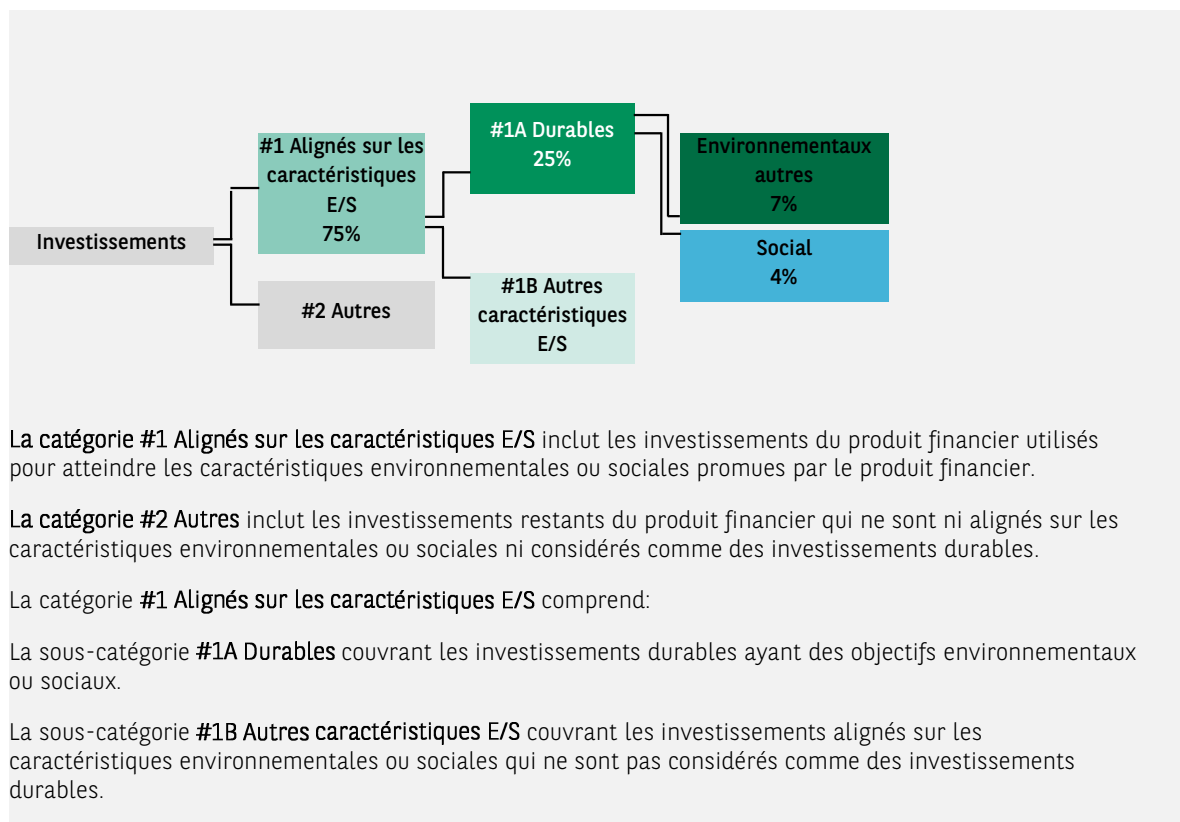 #1A Durables
25%
#1 Alignés sur les
caractéristiques
E/S
75%
Environnementaux
autres
7%
Investissements
Social
4%
#2 Autres
#1B Autres
caractéristiques
E/S
La catégorie #1 Alignés sur les caractéristiques E/S inclut les investissements du produit financier utilisés
pour atteindre les caractéristiques environnementales ou sociales promues par le produit financier.
La catégorie #2 Autres inclut les investissements restants du produit financier qui ne sont ni alignés sur les
caractéristiques environnementales ou sociales ni considérés comme des investissements durables.
La catégorie #1 Alignés sur les caractéristiques E/S comprend:
La sous-catégorie #1A Durables couvrant les investissements durables ayant des objectifs environnementaux
ou sociaux.
La sous-catégorie #1B Autres caractéristiques E/S couvrant les investissements alignés sur les
caractéristiques environnementales ou sociales qui ne sont pas considérés comme des investissements
durables.